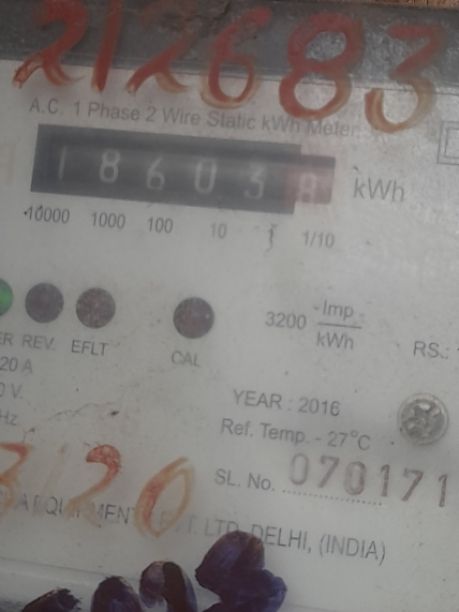 212683
A.C. 1 Phase 2 Wire Static kWh Meter
186038 kWh
10000 1000 100 10 1 1/10
3200 Imp/kWh
REV. EFLT CAL RS.:
20 A
YEAR : 2016
Ref. Temp. - 27°C
3120 SL. No. 070171
LTD. DELHI, (INDIA)